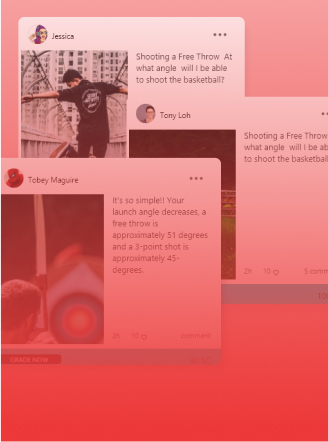 Jessica
Shooting a Free Throw  At
what angle  will I be able
to shoot the basketball?
Tony Loh
Shooting a Free Throw
what angle  will I be ab
to shoot the basketball
2h 10 5 comm
Tobey Maguire
It's so simple!! Your
launch angle decreases, a
free throw is
approximately 51 degrees
and a 3-point shot is
approximately 45-
degrees.
2h 10 comment
GRADE NOW